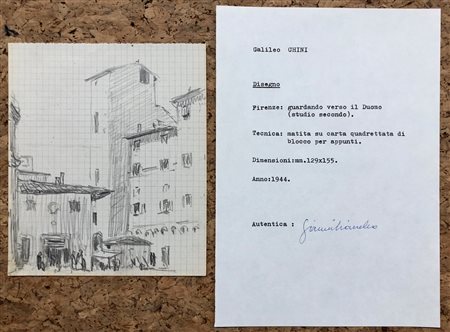 Galileo CHINI
Disegno
Firenze: guardando verso il Duomo
(studio secondo).
Tecnica: matita su carta quadrettata di
blocco per appunti.
Dimensioni:mm.129x155.
Anno:1944.
Autentica :